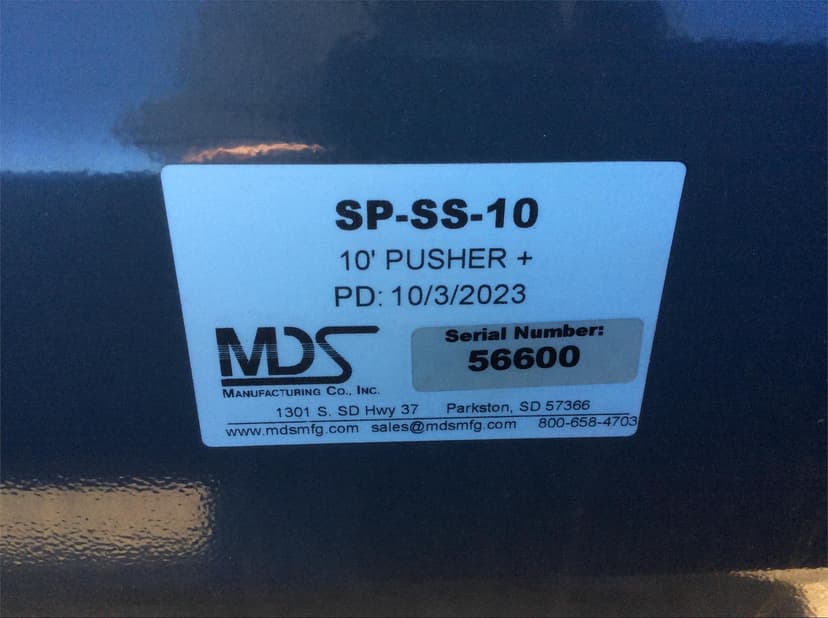 SP-SS-10
10' PUSHER +
PD: 10/3/2023
MDS
MANUFACTURING CO., INC.
Serial Number:
56600
1301 S. SD Hwy 37 Parkston, SD 57366
www.mdsmfg.com sales@mdsmfg.com 800-658-4703